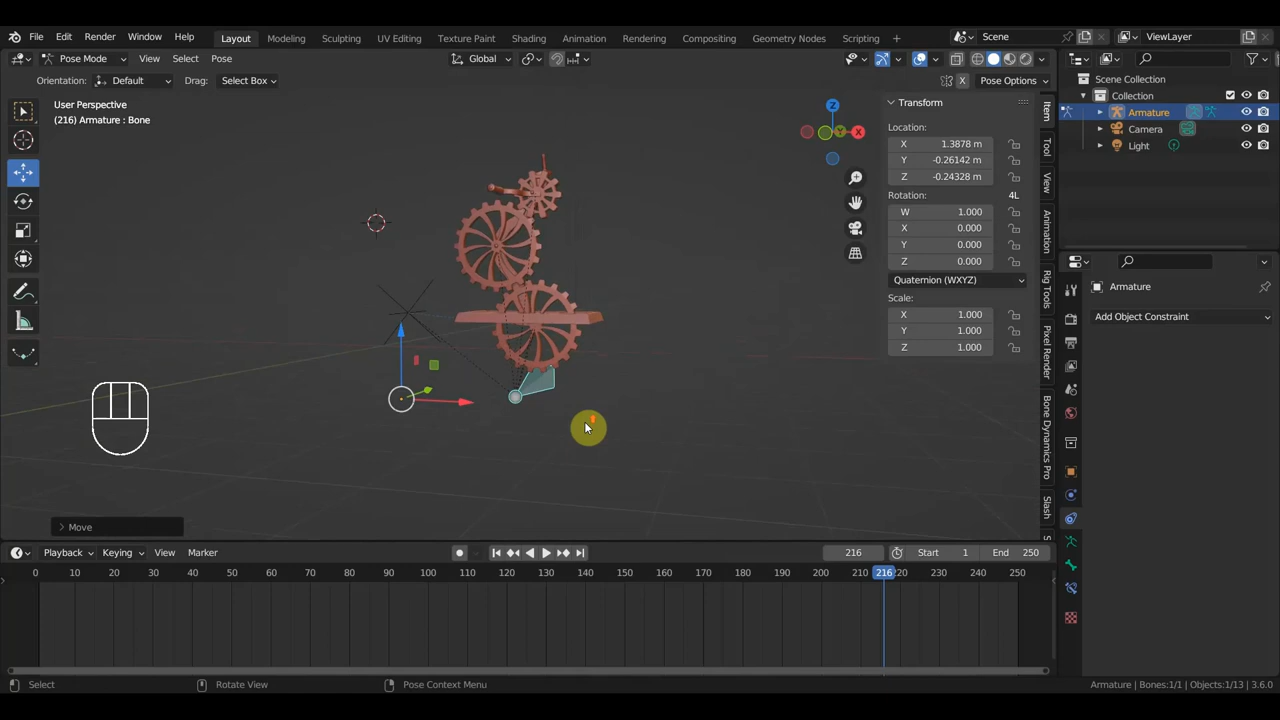 File Edit Render Window Help Layout Modeling Sculpting UV Editing Texture Paint Shading Animation Rendering Compositing Geometry Nodes Scripting + Scene ViewLayer
Pose Mode View Select Pose Global Pose Options
Orientation: Default Drag: Select Box X
Scene Collection
Collection
Armature
Camera
Light
User Perspective
(216) Armature : Bone
Z
Y
X
Transform
Location:
X 1.3878 m
Y -0.26142 m
Z -0.24328 m
Rotation: 4L
W 1.000
X 0.000
Y 0.000
Z 0.000
Quaternion (WXYZ)
Scale:
X 1.000
Y 1.000
Z 1.000
Item
Tool
View
Animation
Rig Tools
Pixel Render
Bone Dynamics Pro
Slash
Armature
Add Object Constraint
Move
Playback Keying View Marker 216 Start 1 End 250
0 10 20 30 40 50 60 70 80 90 100 110 120 130 140 150 160 170 180 190 200 210 216 220 230 240 250
Select Rotate View Pose Context Menu Armature | Bones:1/1 | Objects:1/13 | 3.6.0